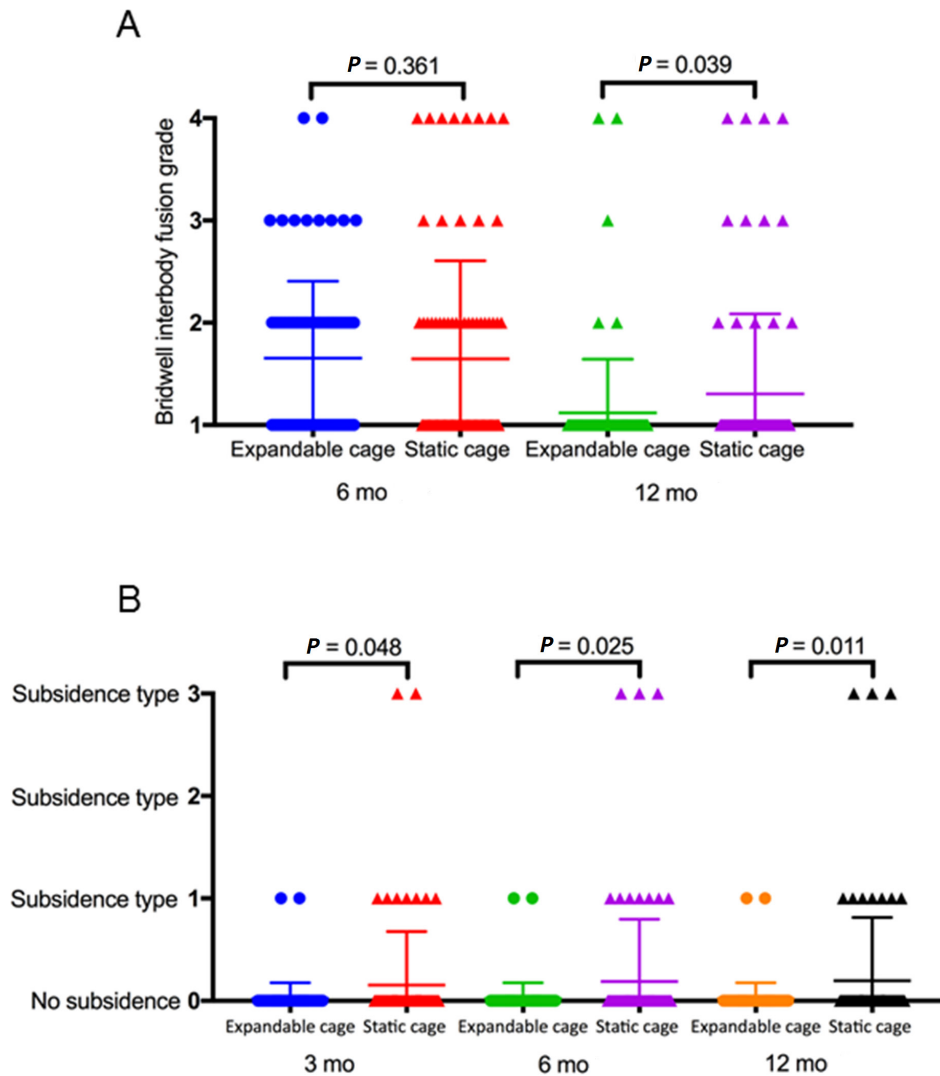 A
P = 0.361
P = 0.039
Bridwell interbody fusion grade
4
3
2
1
Expandable cage Static cage Expandable cage Static cage
6 mo 12 mo
B
P = 0.048
P = 0.025
P = 0.011
Subsidence type 3
Subsidence type 2
Subsidence type 1
No subsidence 0
Expandable cage Static cage Expandable cage Static cage Expandable cage Static cage
3 mo 6 mo 12 mo